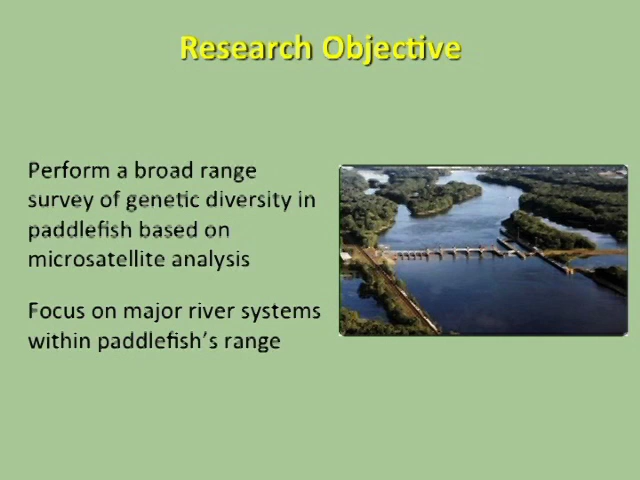 Research Objective
Perform a broad range
survey of genetic diversity in
paddlefish based on
microsatellite analysis
Focus on major river systems
within paddlefish's range